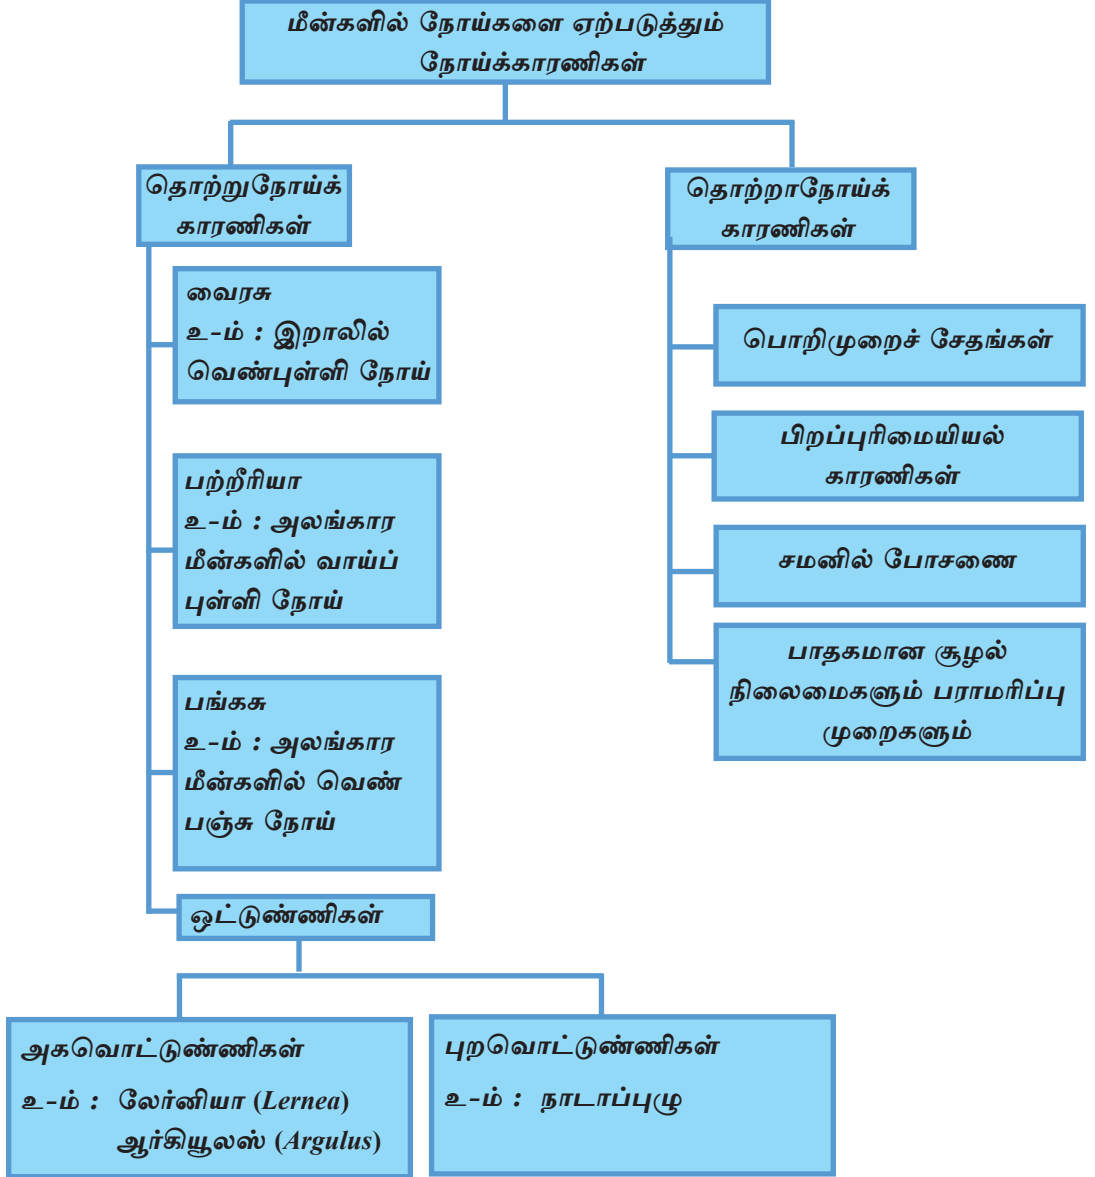 மீன்களில் நோய்களை ஏற்படுத்தும்
நோய்க்காரணிகள்
தொற்றுநோய்க்
காரணிகள்
வைரசு
உ-ம் : இறாலில்
வெண்புள்ளி நோய்
பற்றீரியா
உ-ம் : அலங்கார
மீன்களில் வாய்ப்
புள்ளி நோய்
பங்கசு
உ-ம் : அலங்கார
மீன்களில் வெண்
பஞ்சு நோய்
ஒட்டுண்ணிகள்
அகவொட்டுண்ணிகள்
உ-ம் : லேர்னியா (Lernea)
ஆர்கியூலஸ் (Argulus)
புறவொட்டுண்ணிகள்
உ-ம் : நாடாப்புழு
தொற்றாநோய்க்
காரணிகள்
பொறிமுறைச் சேதங்கள்
பிறப்புரிமையியல்
காரணிகள்
சமனில் போசணை
பாதகமான சூழல்
நிலைமைகளும் பராமரிப்பு
முறைகளும்